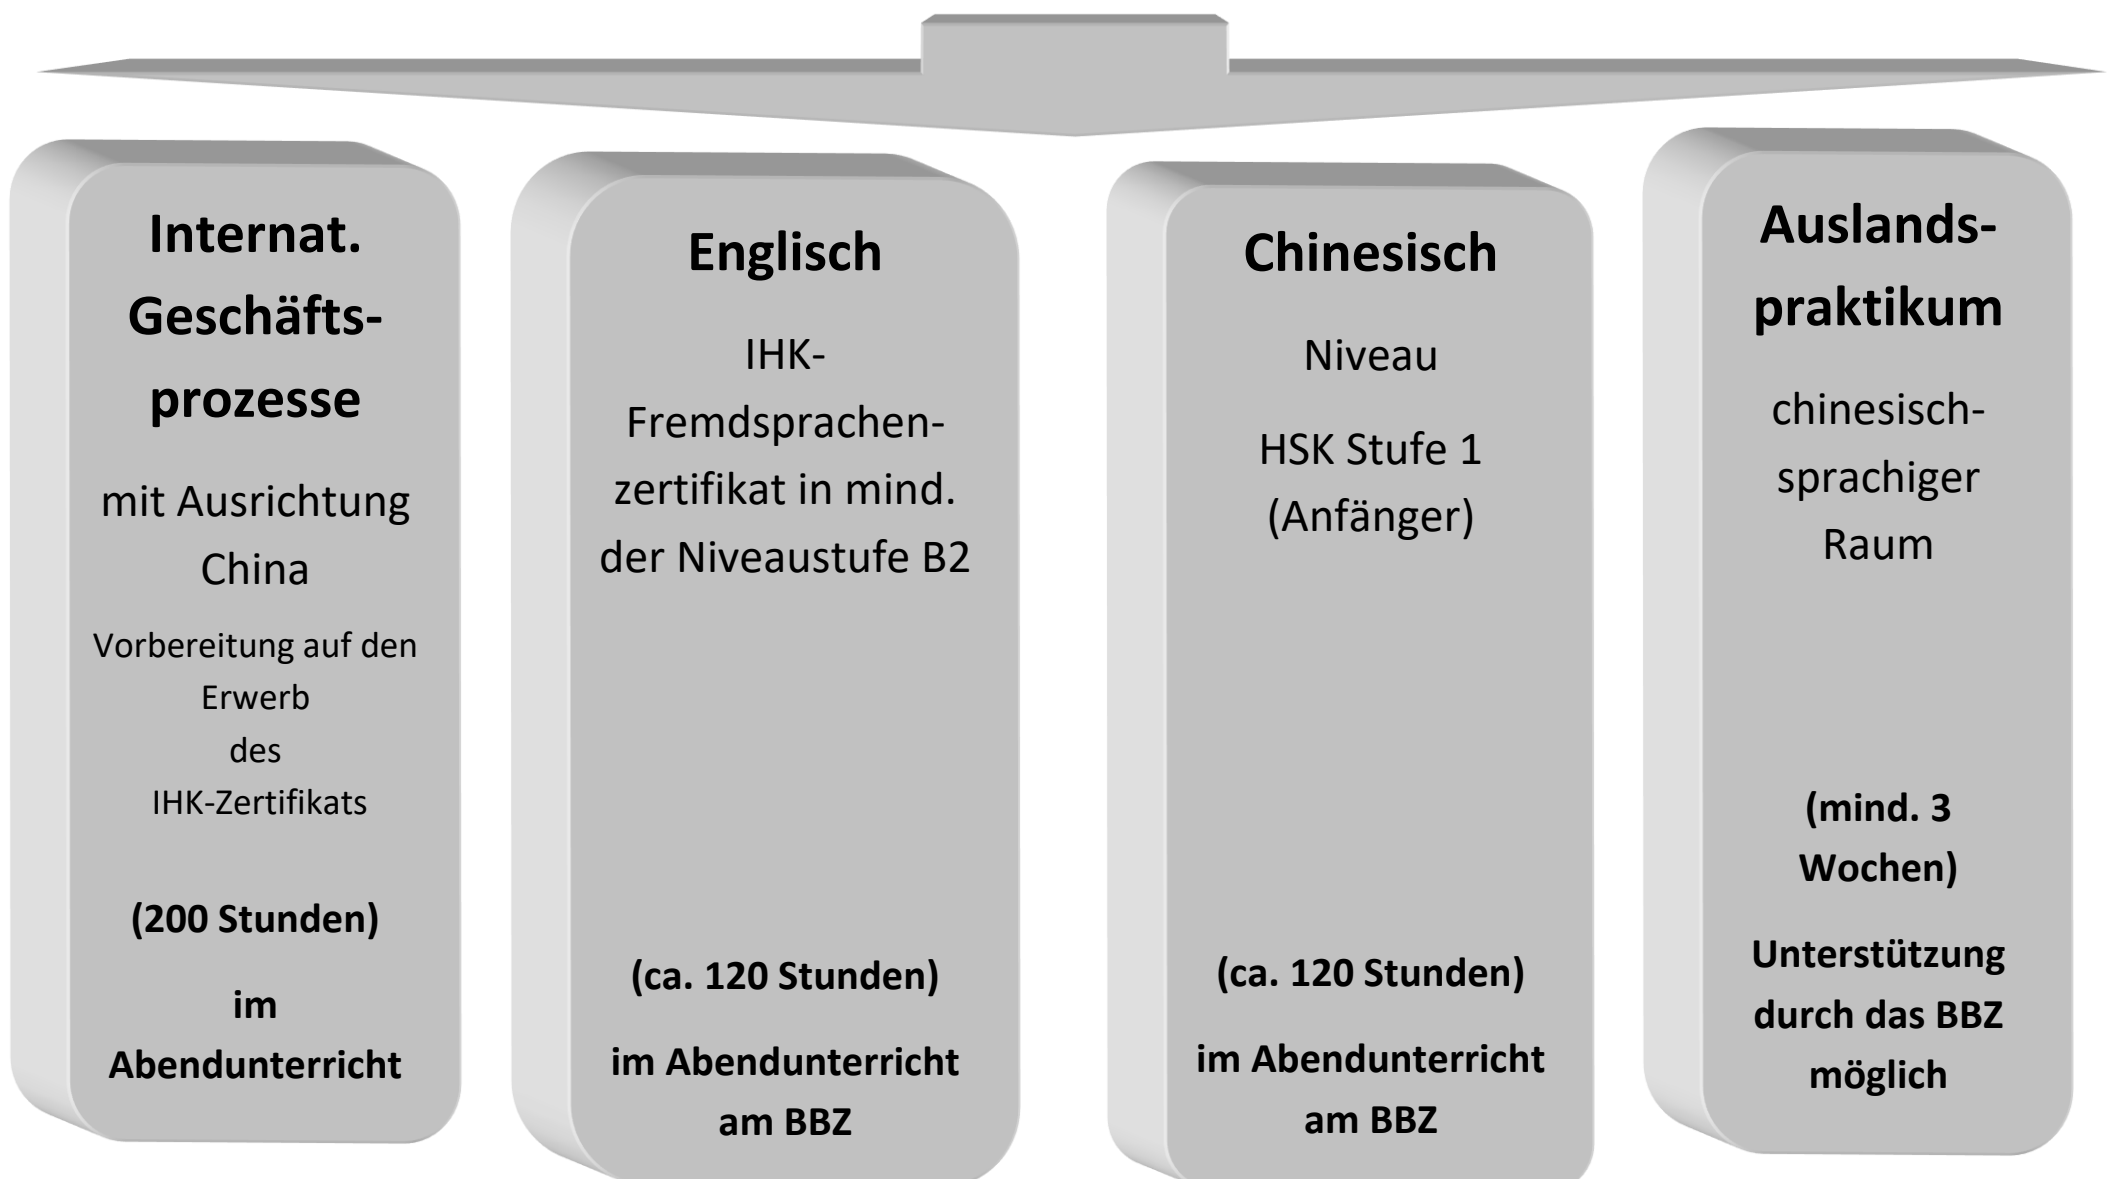 Internat.
Geschäfts-
prozesse
mit Ausrichtung
China
Vorbereitung auf den
Erwerb
des
IHK-Zertifikats
(200 Stunden)
im
Abendunterricht
Englisch
IHK-
Fremdsprachen-
zertifikat in mind.
der Niveaustufe B2
(ca. 120 Stunden)
im Abendunterricht
am BBZ
Chinesisch
Niveau
HSK Stufe 1
(Anfänger)
(ca. 120 Stunden)
im Abendunterricht
am BBZ
Auslands-
praktikum
chinesisch-
sprachiger
Raum
(mind. 3
Wochen)
Unterstützung
durch das BBZ
möglich